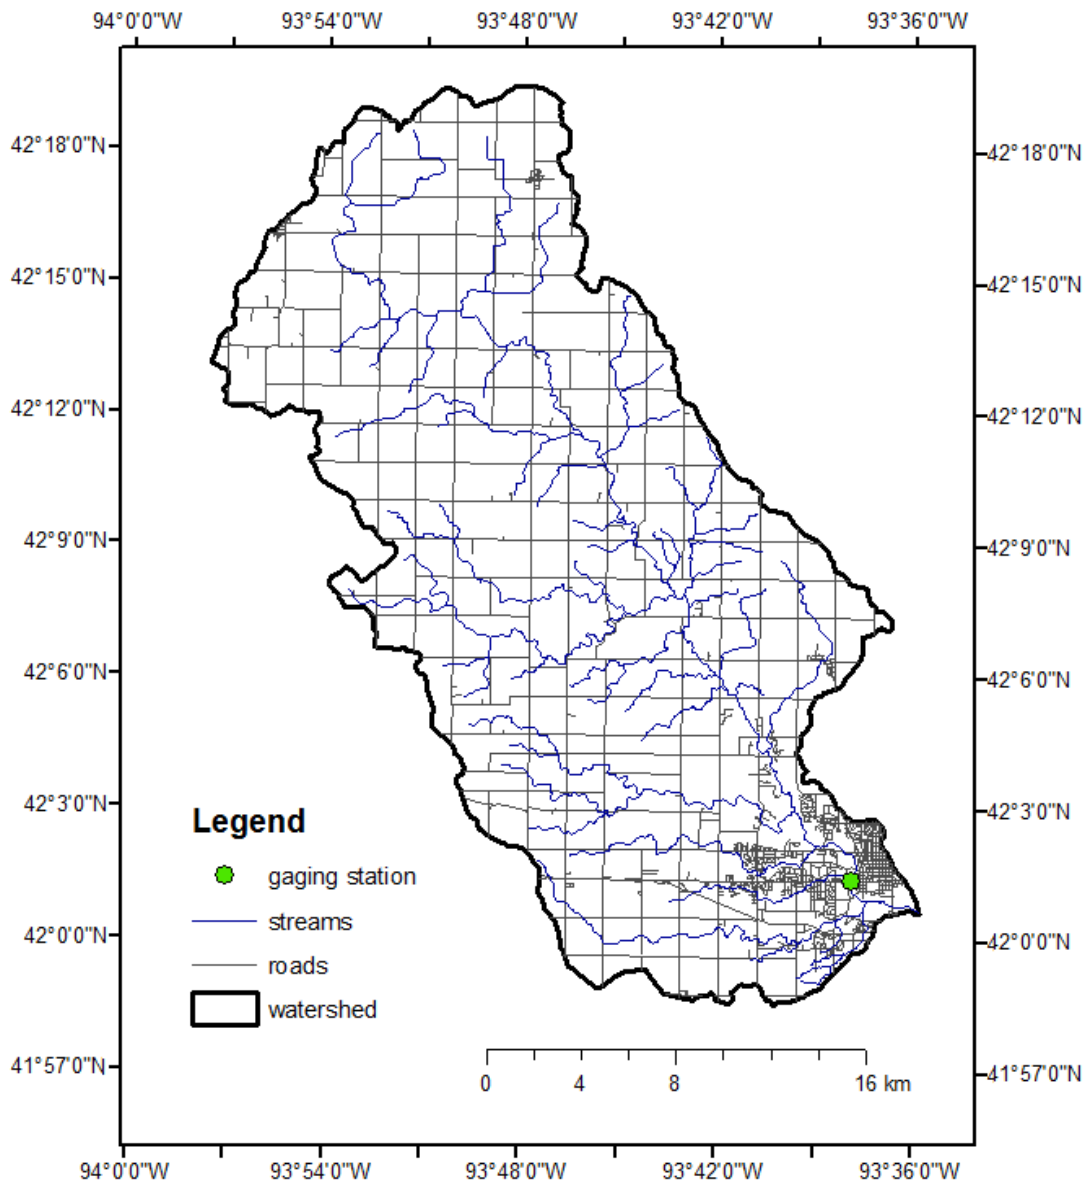 94°0'0"W 93°54'0"W 93°48'0"W 93°42'0"W 93°36'0"W
42°18'0"N 42°18'0"N
42°15'0"N 42°15'0"N
42°12'0"N 42°12'0"N
42°9'0"N 42°9'0"N
42°6'0"N 42°6'0"N
42°3'0"N 42°3'0"N
Legend
gaging station
streams
42°0'0"N 42°0'0"N
roads
watershed
41°57'0"N 41°57'0"N
0 4 8 16 km
94°0'0"W 93°54'0"W 93°48'0"W 93°42'0"W 93°36'0"W